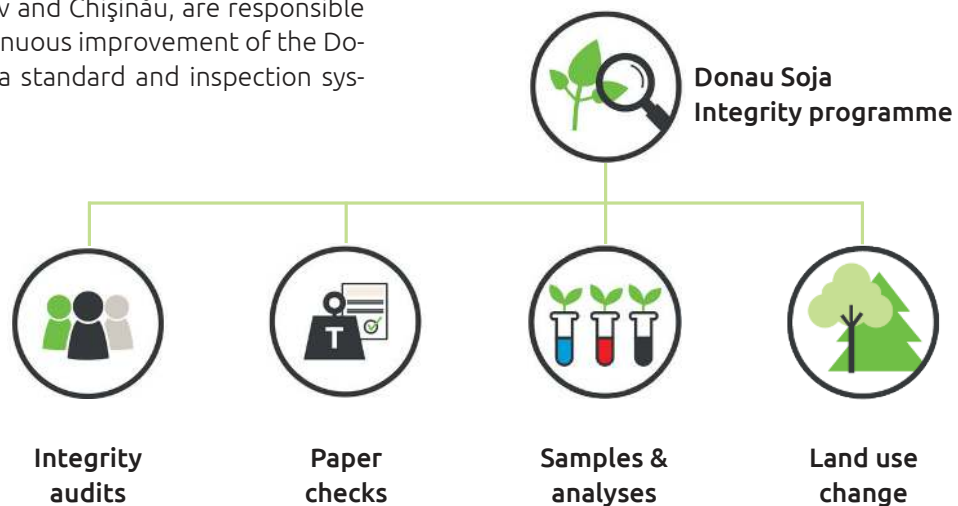 v and Chişinău, are responsible
nuous improvement of the Do-
a standard and inspection sys-
Donau Soja
Integrity programme
T
Integrity
audits
Paper
checks
Samples &
analyses
Land use
change